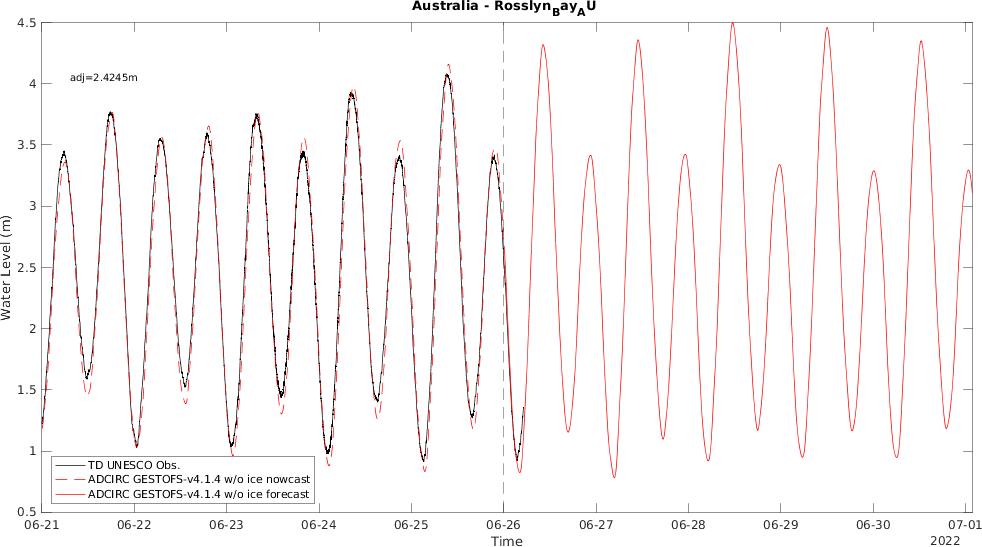 Australia - Rosslyn_Bay_AU
4.5
adj=2.4245m
4
3.5
3
2.5
2
1.5
1
0.5
Water Level (m)
TD UNESCO Obs.
ADCIRC GESTOFS-v4.1.4 w/o ice nowcast
ADCIRC GESTOFS-v4.1.4 w/o ice forecast
06-21 06-22 06-23 06-24 06-25 06-26 06-27 06-28 06-29 06-30 07-01
Time
2022